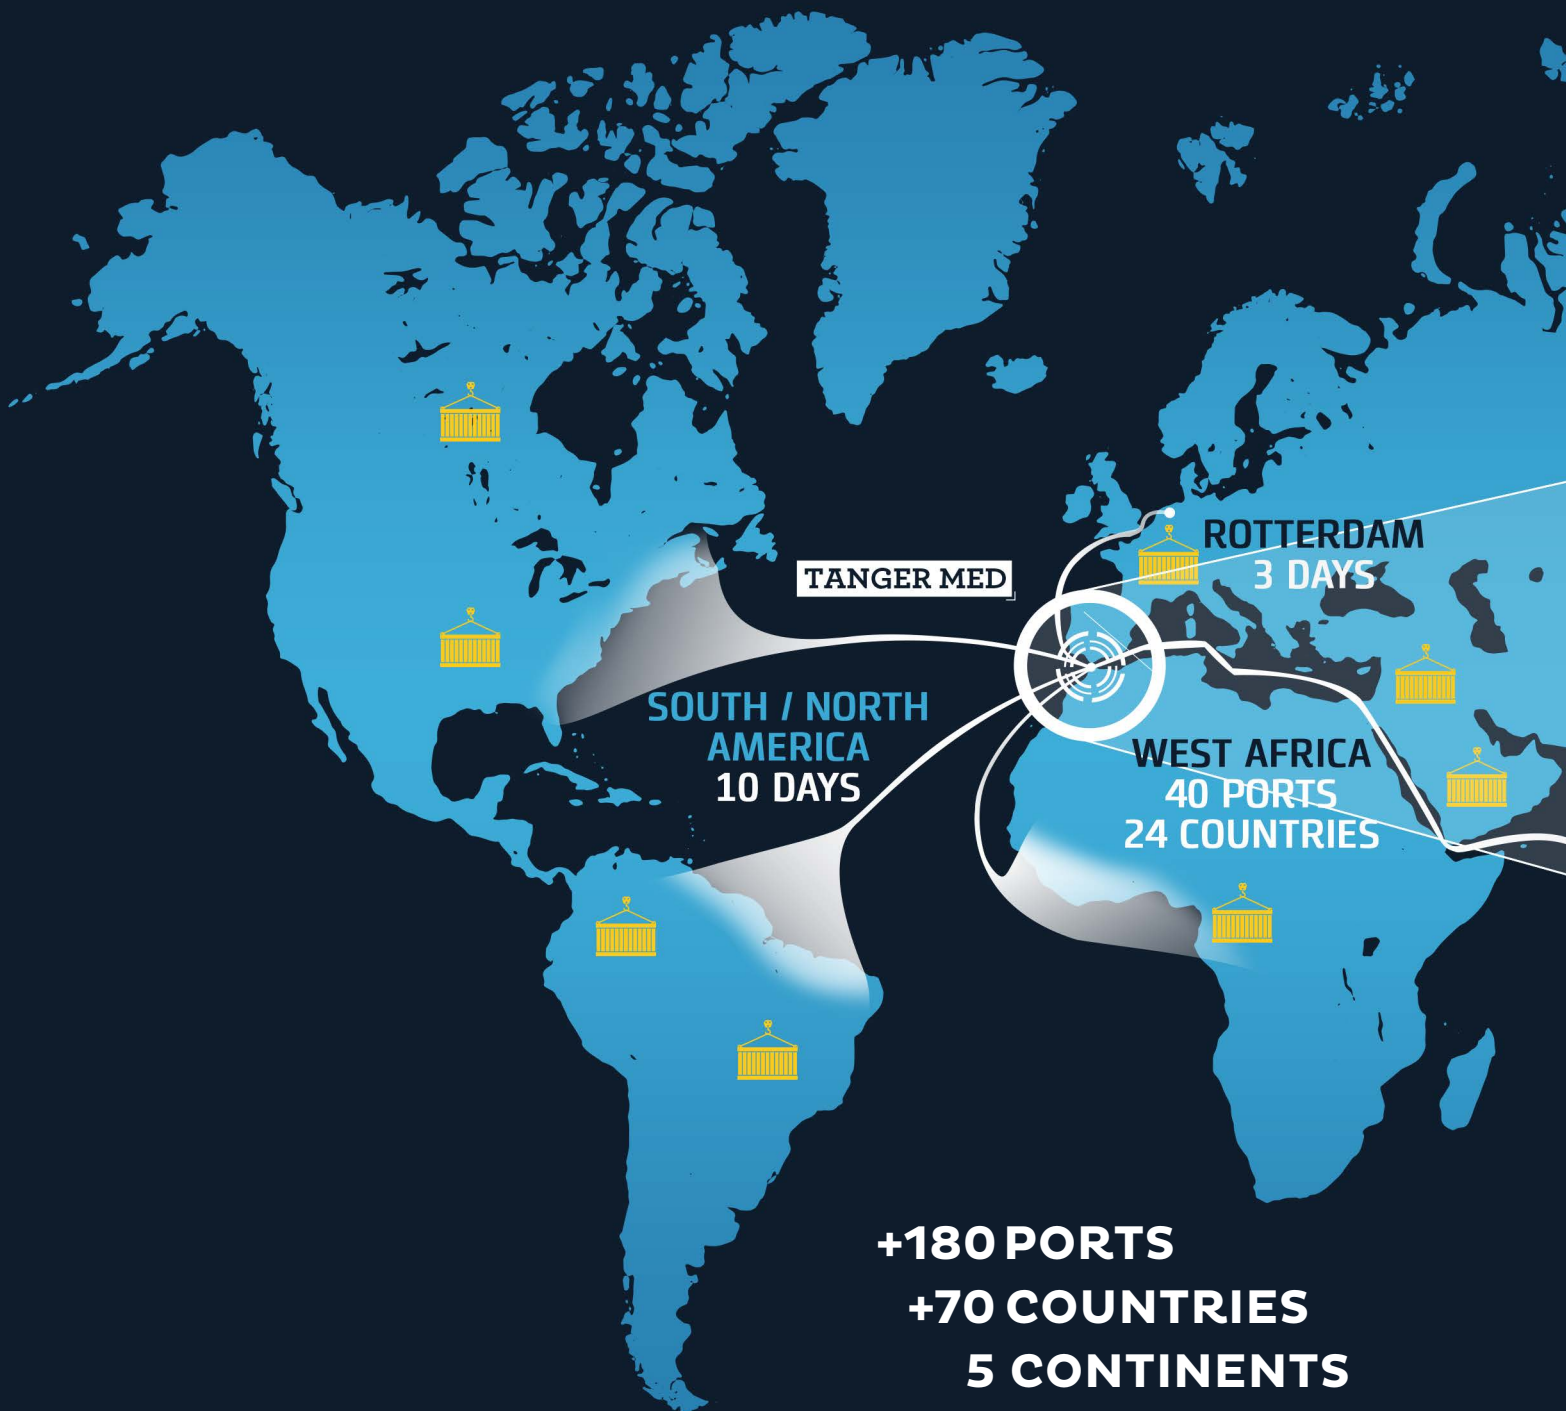 TANGER MED
ROTTERDAM
3 DAYS
SOUTH / NORTH
AMERICA
10 DAYS
WEST AFRICA
40 PORTS
24 COUNTRIES
+180 PORTS
+70 COUNTRIES
5 CONTINENTS